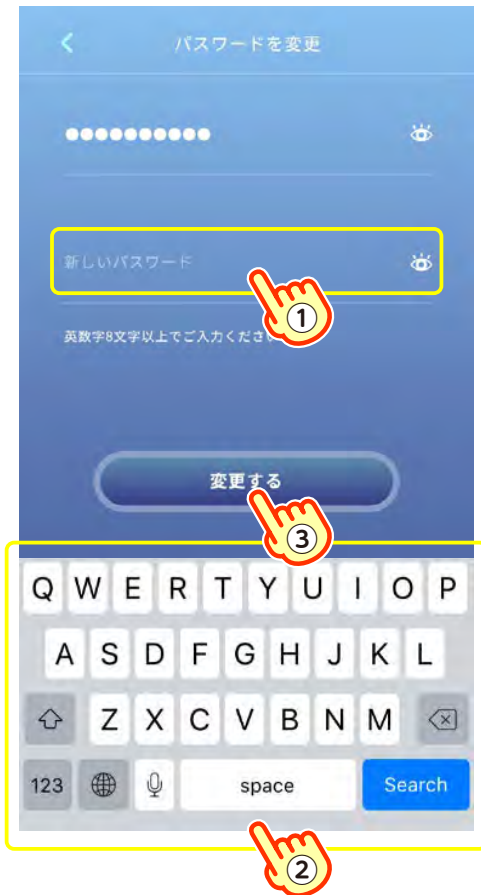 パスワードを変更
●●●●●●●●●●
新しいパスワード
①
英数字8文字以上でご入力ください
変更する
③
Q W E R T Y U I O P
A S D F G H J K L
Z X C V B N M
123 space Search
②